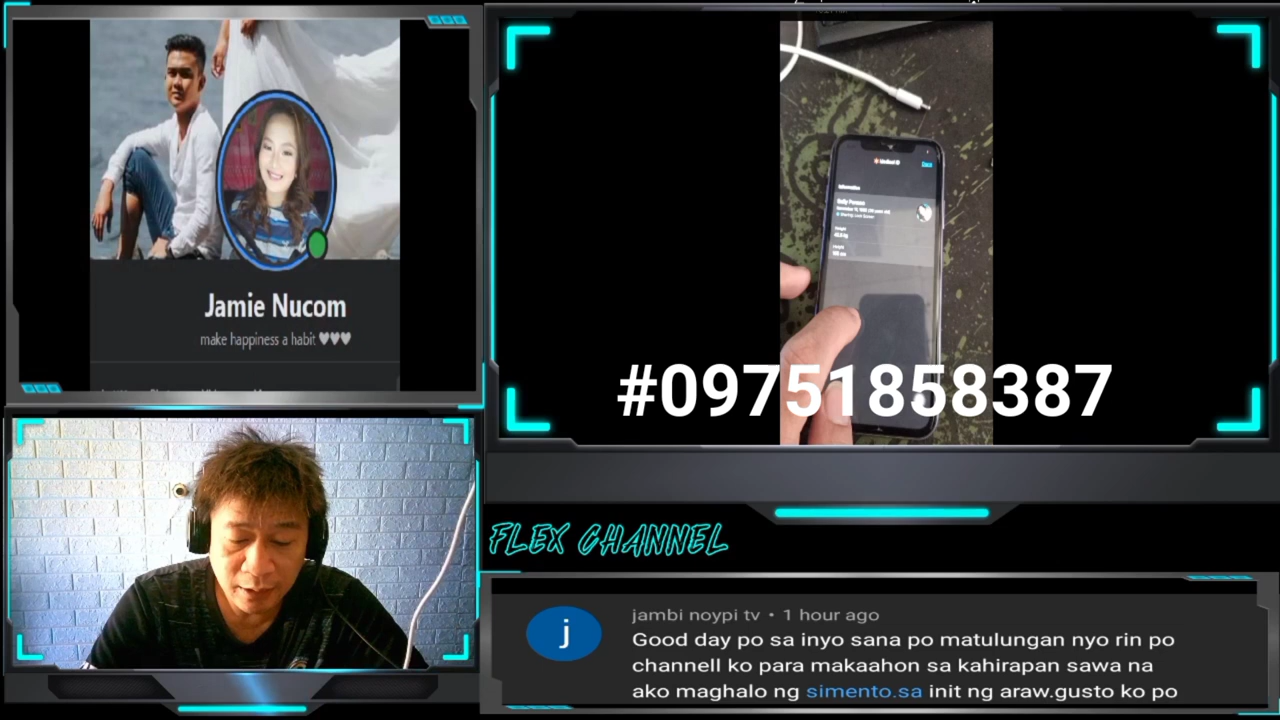 Jamie Nucom
make happiness a habit ♥♥♥
Information
#09751858387
FLEX CHANNEL
j
jambi noypi tv • 1 hour ago
Good day po sa inyo sana po matulungan nyo rin po
channell ko para makaahon sa kahirapan sawa na
ako maghalo ng simento.sa init ng araw.gusto ko po